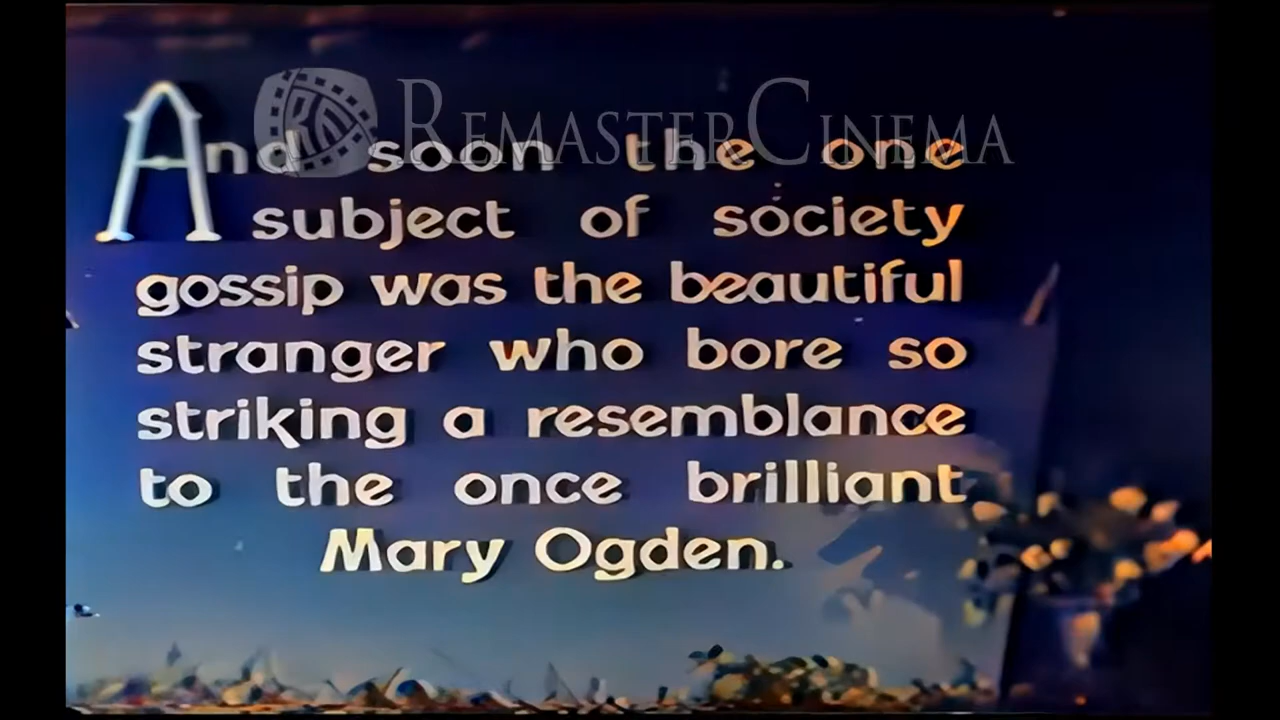 REMASTERCINEMA
And soon the one
subject of society
gossip was the beautiful
stranger who bore so
striking a resemblance
to the once brilliant
Mary Ogden.